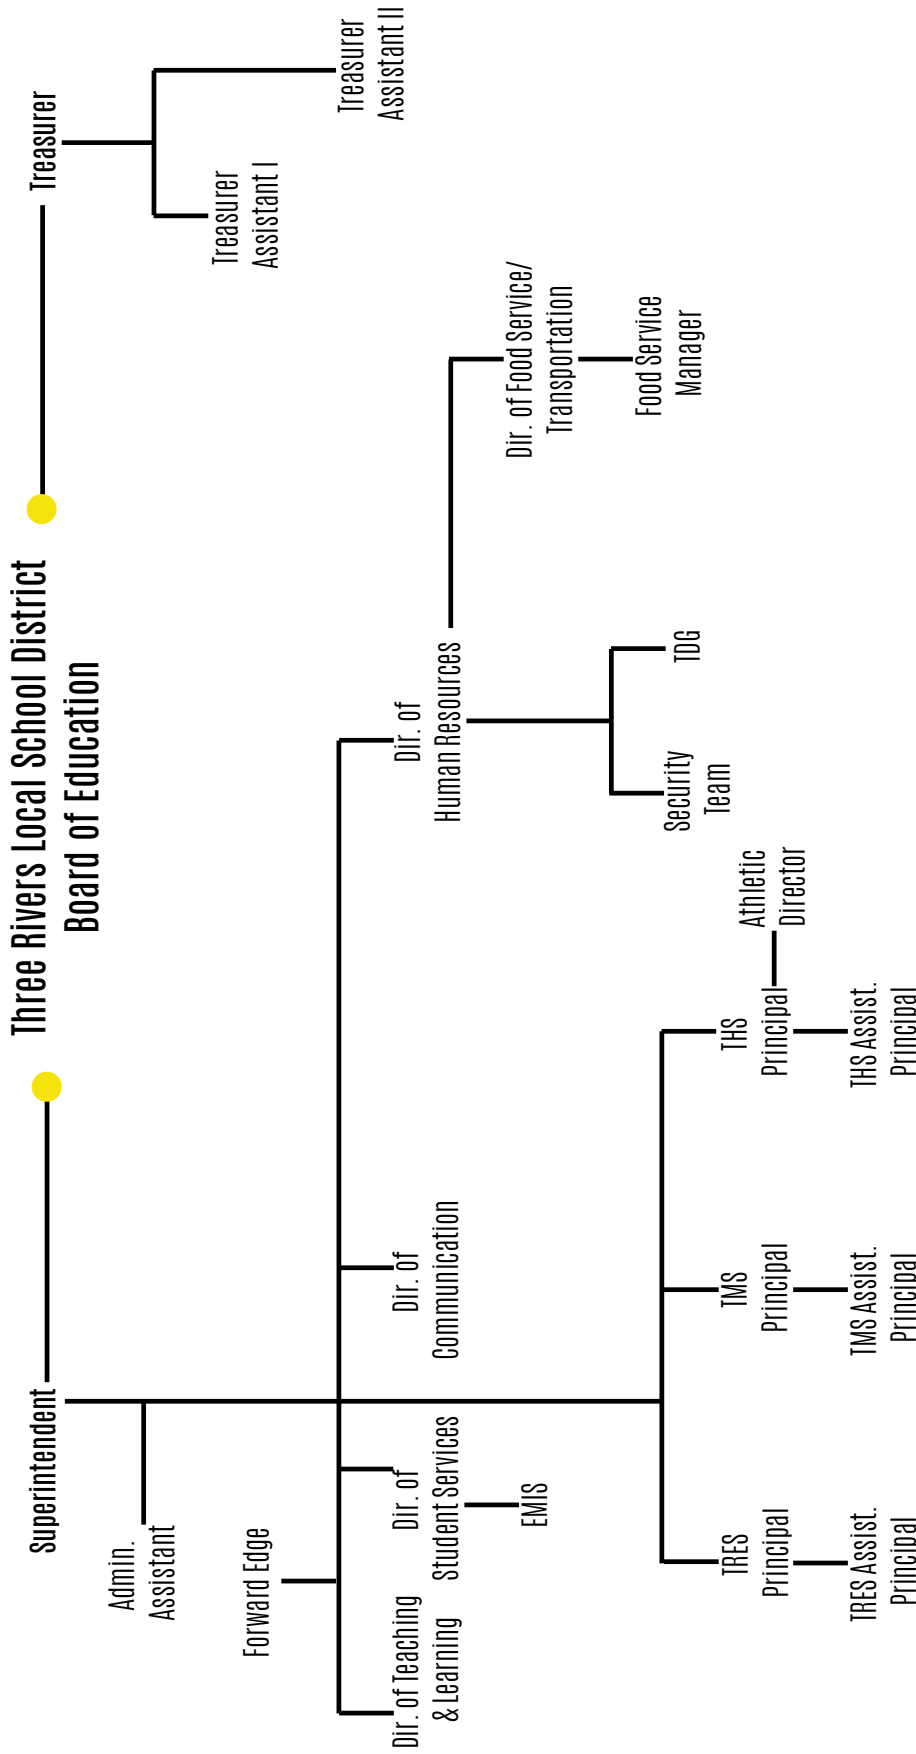 Three Rivers Local School District
Board of Education
Superintendent
Treasurer
Admin.
Assistant
Treasurer
Assistant I
Treasurer
Assistant II
Forward Edge
Dir. of Teaching
& Learning
Dir. of
Student Services
EMIS
Dir. of
Communication
Dir. of
Human Resources
Dir. of Food Service/
Transportation
Food Service
Manager
Security
Team
TDG
TRES
Principal
TRES Assist.
Principal
TMS
Principal
TMS Assist.
Principal
THS
Principal
THS Assist.
Principal
Athletic
Director